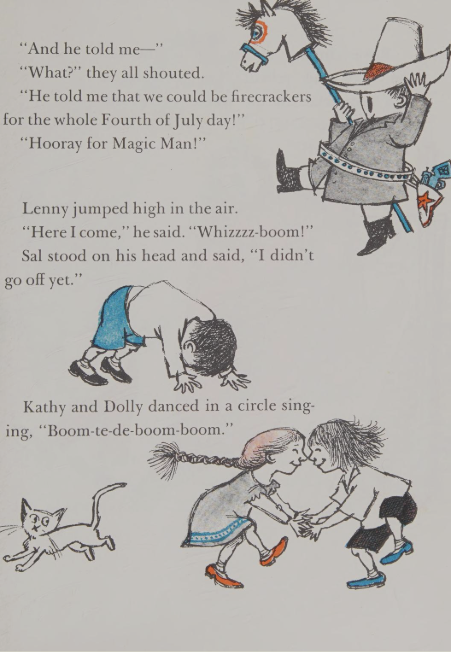 “And he told me—”
“What?” they all shouted.
“He told me that we could be firecrackers
for the whole Fourth of July day!”
“Hooray for Magic Man!”
Lenny jumped high in the air.
“Here I come,” he said. “Whizzzz-boom!”
Sal stood on his head and said, “I didn’t
go off yet.”
Kathy and Dolly danced in a circle sing-
ing, “Boom-te-de-boom-boom.”